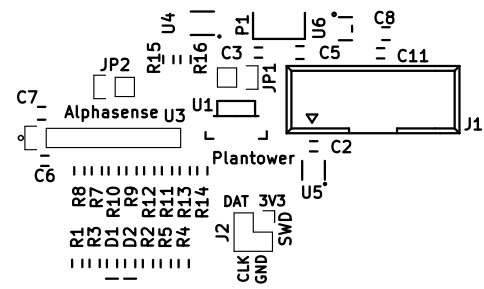 U4 P1 U6 C8
R15 R16 C3 C5 C11
JP2 JP1
C7 Alphasense U3 U1
J1
Plantower C2
C6
R8 R7 R10 R9 R12 R11 R13 R14 U5
DAT 3V3
R1 R3 D1 D2 R2 R5 R4 J2 SWD
CLK GND